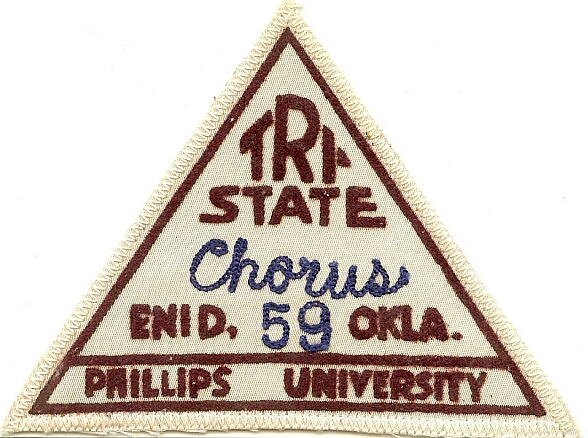 TRI-
STATE
Chorus
ENID, 59 OKLA.
PHILLIPS UNIVERSITY